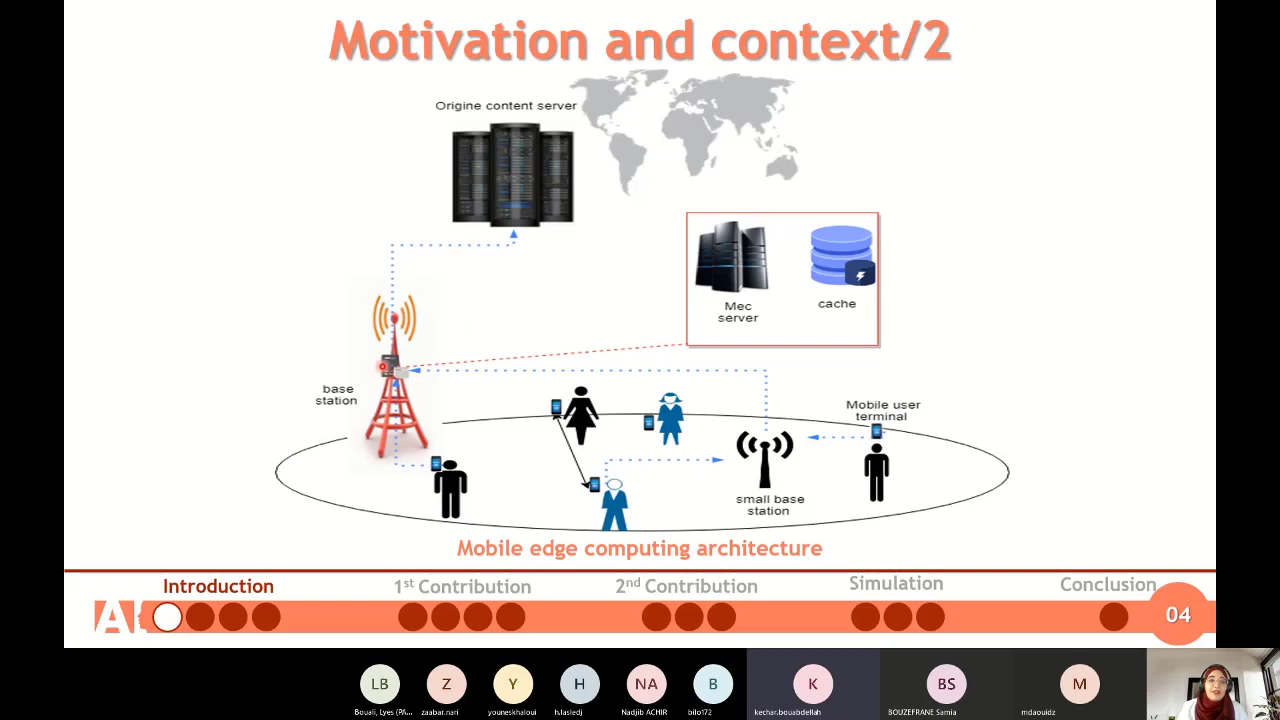 Motivation and context/2
Origine content server
Mec
server
cache
base
station
Mobile user
terminal
small base
station
Mobile edge computing architecture
Introduction
1st Contribution
2nd Contribution
Simulation
Conclusion
A
04
LB
Z
Y
H
NA
B
K
BS
M
Bouali, Lyes (PA...
zaabar.nari
youneskhaloui
h.lasledj
Nadjib ACHIR
bilo172
kechar.bouabdellah
BOUZEFRANE Samia
mdaouidz